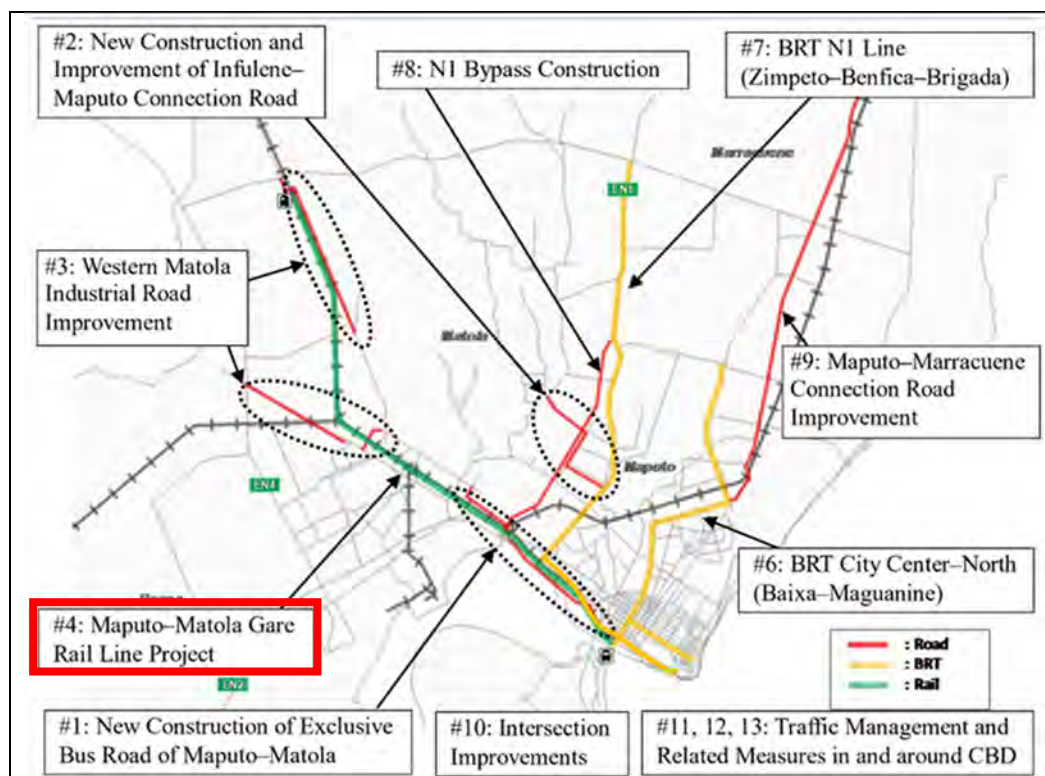 #2: New Construction and
Improvement of Infulene–
Maputo Connection Road
#8: N1 Bypass Construction
#7: BRT N1 Line
(Zimpeto–Benfica–Brigada)
Marracuene
EN1
#3: Western Matola
Industrial Road
Improvement
Matola
#9: Maputo–Marracuene
Connection Road
Improvement
Maputo
EN4
#6: BRT City Center–North
(Baixa–Maguanine)
#4: Maputo–Matola Gare
Rail Line Project
: Road
: BRT
: Rail
EN2
#1: New Construction of Exclusive
Bus Road of Maputo–Matola
#10: Intersection
Improvements
#11, 12, 13: Traffic Management and
Related Measures in and around CBD